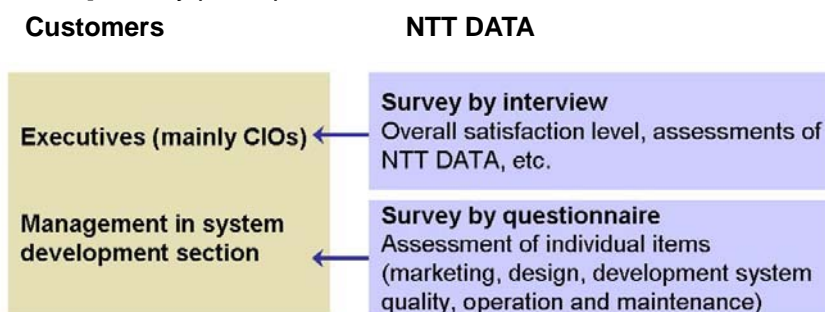 Customers
NTT DATA
Executives (mainly CIOs)
Management in system
development section
Survey by interview
Overall satisfaction level, assessments of
NTT DATA, etc.
Survey by questionnaire
Assessment of individual items
(marketing, design, development system
quality, operation and maintenance)